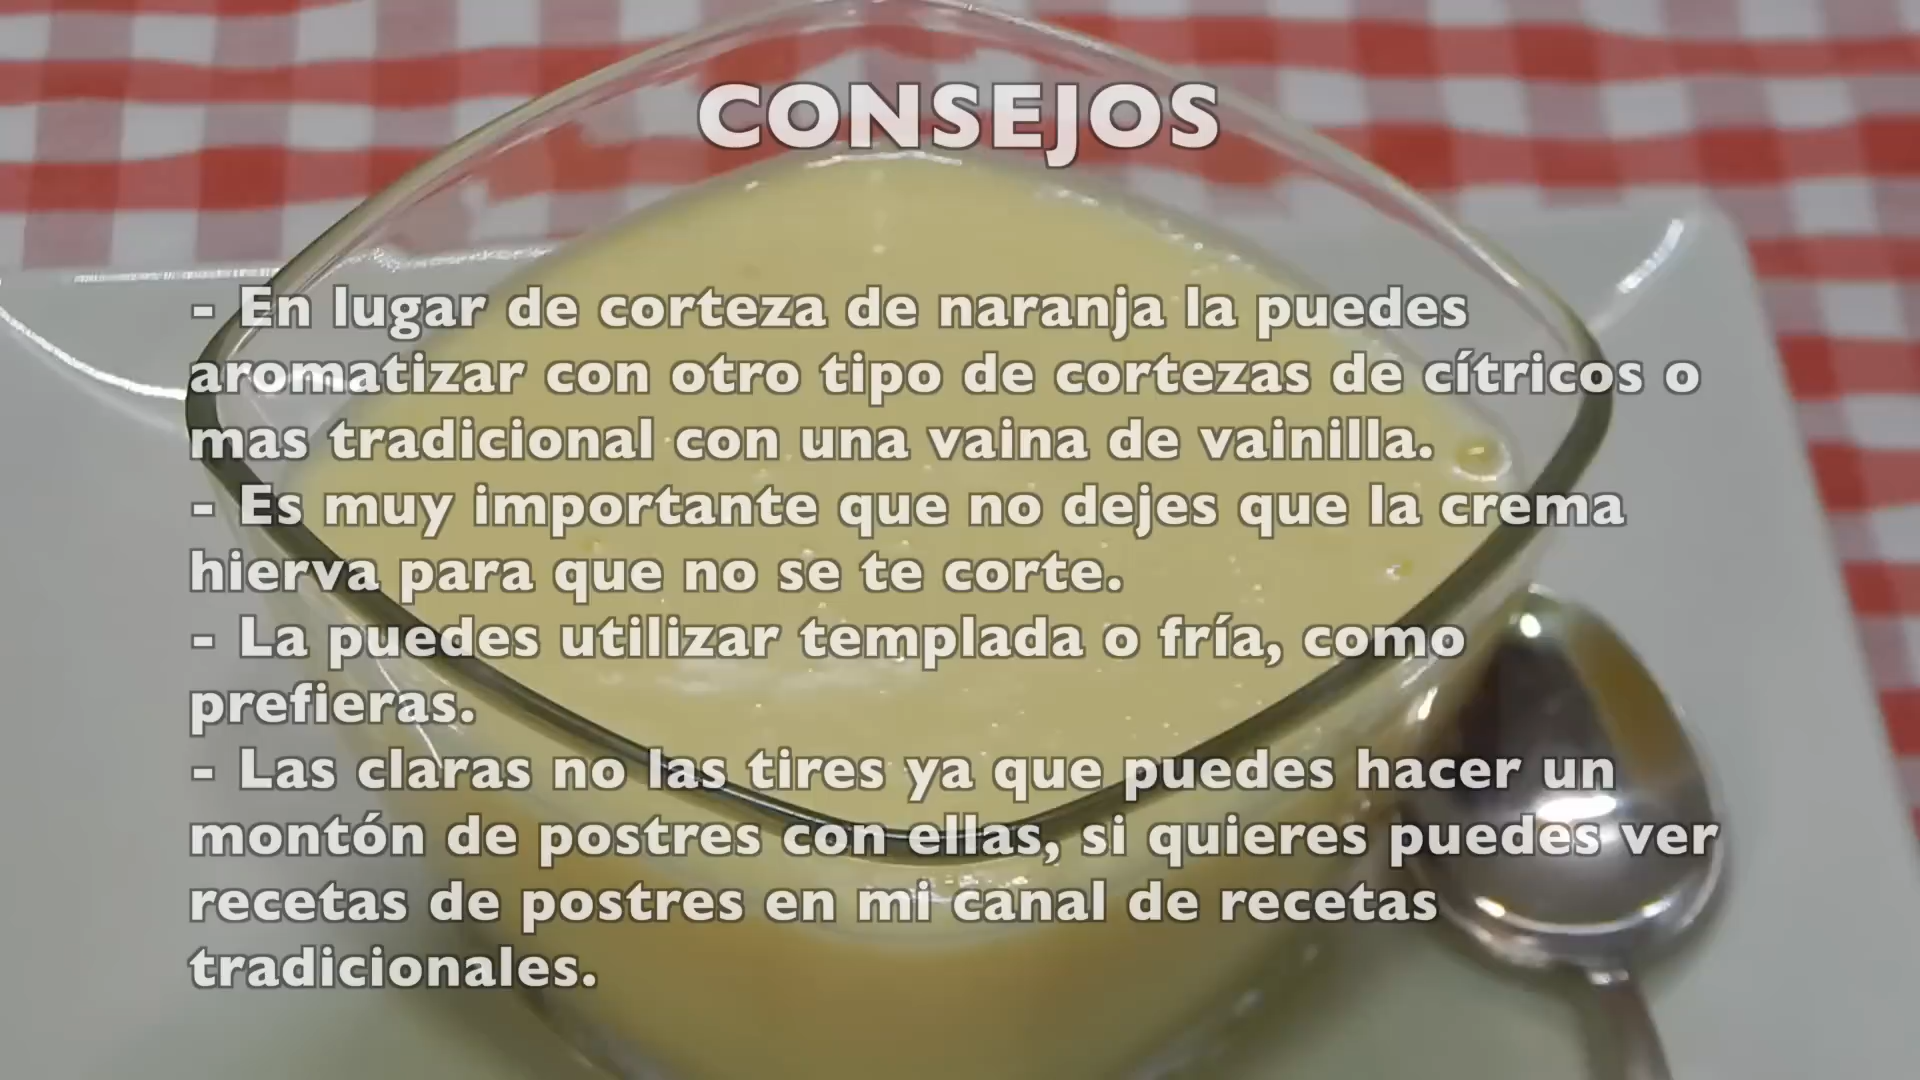 CONSEJOS
- En lugar de corteza de naranja la puedes
aromatizar con otro tipo de cortezas de cítricos o
mas tradicional con una vaina de vainilla.
- Es muy importante que no dejes que la crema
hierva para que no se te corte.
- La puedes utilizar templada o fría, como
prefieras.
- Las claras no las tires ya que puedes hacer un
montón de postres con ellas, si quieres puedes ver
recetas de postres en mi canal de recetas
tradicionales.